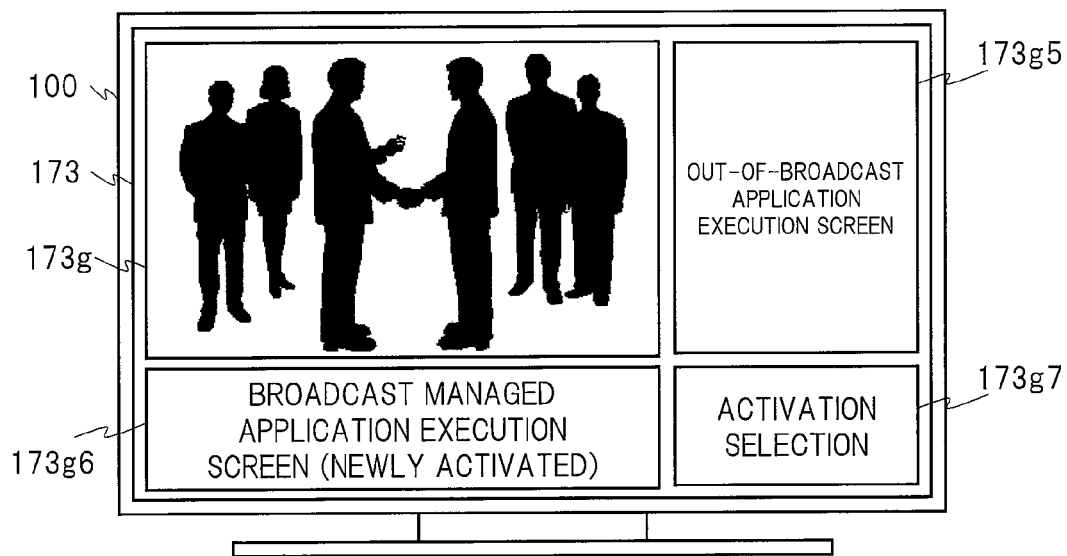 100
173
173g
173g5
OUT-OF-BROADCAST
APPLICATION
EXECUTION SCREEN
BROADCAST MANAGED
APPLICATION EXECUTION
SCREEN (NEWLY ACTIVATED)
173g6
ACTIVATION
SELECTION
173g7